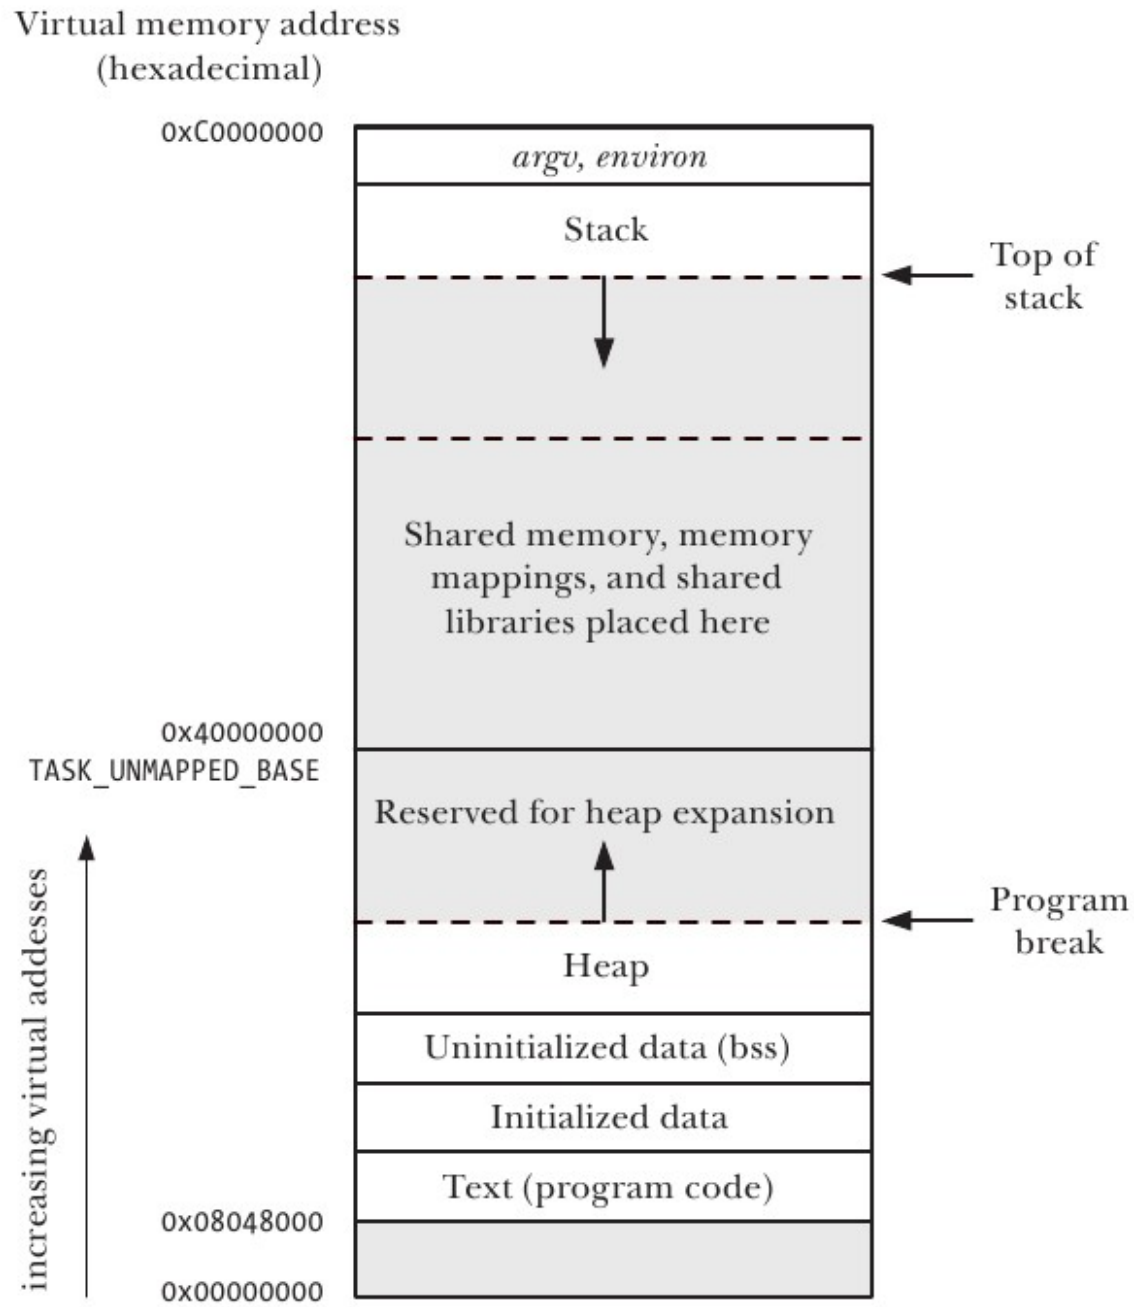 Virtual memory address
(hexadecimal)
0xC0000000
argv, environ
Stack
Top of
stack
Shared memory, memory
mappings, and shared
libraries placed here
0x40000000
TASK_UNMAPPED_BASE
Reserved for heap expansion
Program
break
Heap
Uninitialized data (bss)
Initialized data
Text (program code)
0x08048000
0x00000000
increasing virtual addesses